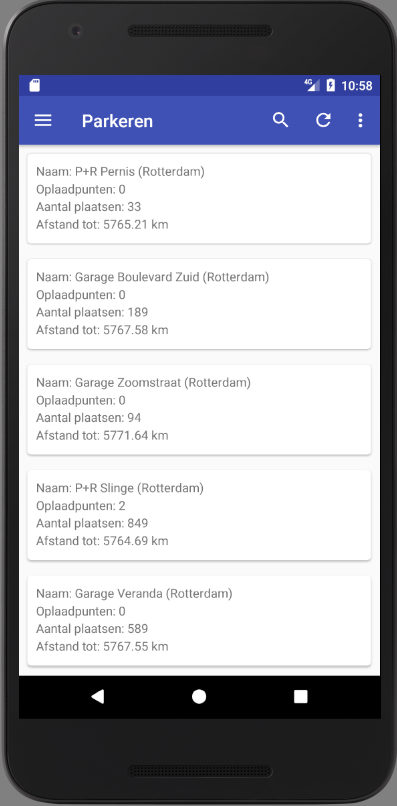 4G 10:58
Parkeren
Naam: P+R Pernis (Rotterdam)
Oplaadpunten: 0
Aantal plaatsen: 33
Afstand tot: 5765.21 km
Naam: Garage Boulevard Zuid (Rotterdam)
Oplaadpunten: 0
Aantal plaatsen: 189
Afstand tot: 5767.58 km
Naam: Garage Zoomstraat (Rotterdam)
Oplaadpunten: 0
Aantal plaatsen: 94
Afstand tot: 5771.64 km
Naam: P+R Slinge (Rotterdam)
Oplaadpunten: 2
Aantal plaatsen: 849
Afstand tot: 5764.69 km
Naam: Garage Veranda (Rotterdam)
Oplaadpunten: 0
Aantal plaatsen: 589
Afstand tot: 5767.55 km